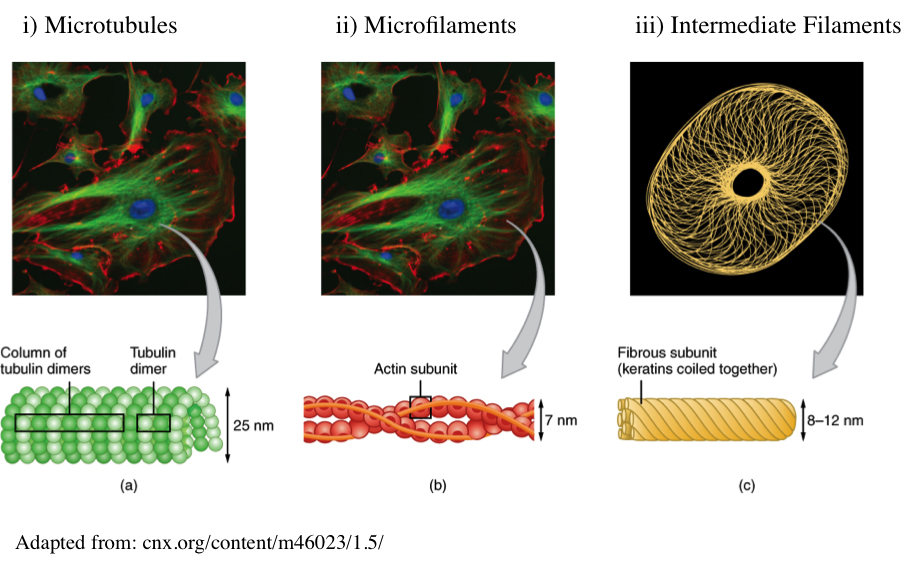 i) Microtubules
ii) Microfilaments
iii) Intermediate Filaments
Column of
tubulin dimers
Tubulin
dimer
25 nm
(a)
Actin subunit
7 nm
(b)
Fibrous subunit
(keratins coiled together)
8–12 nm
(c)
Adapted from: cnx.org/content/m46023/1.5/